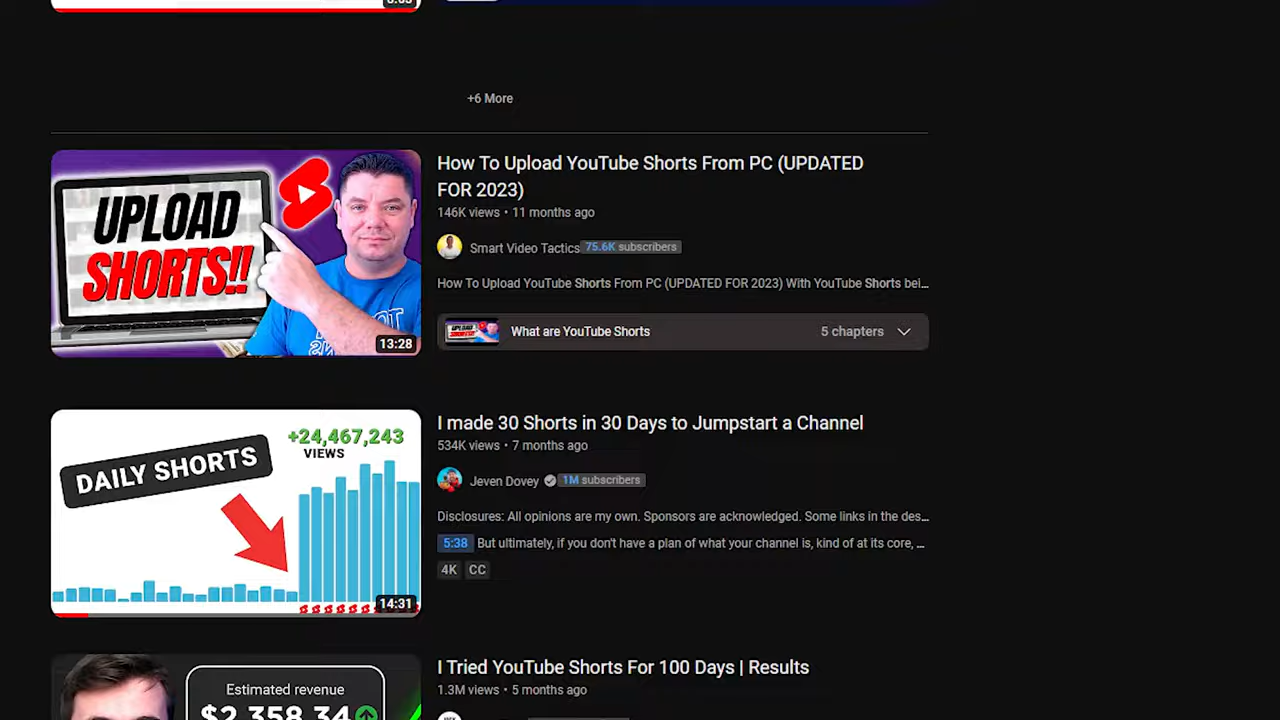 +6 More
UPLOAD
SHORTS!!
13:28
How To Upload YouTube Shorts From PC (UPDATED
FOR 2023)
146K views • 11 months ago
Smart Video Tactics 75.6K subscribers
How To Upload YouTube Shorts From PC (UPDATED FOR 2023) With YouTube Shorts bei...
What are YouTube Shorts 5 chapters
+24,467,243
VIEWS
DAILY SHORTS
14:31
I made 30 Shorts in 30 Days to Jumpstart a Channel
534K views • 7 months ago
Jeven Dovey 1M subscribers
Disclosures: All opinions are my own. Sponsors are acknowledged. Some links in the des...
5:38 But ultimately, if you don't have a plan of what your channel is, kind of at its core, ...
4K CC
Estimated revenue
$2,358.34
I Tried YouTube Shorts For 100 Days | Results
1.3M views • 5 months ago